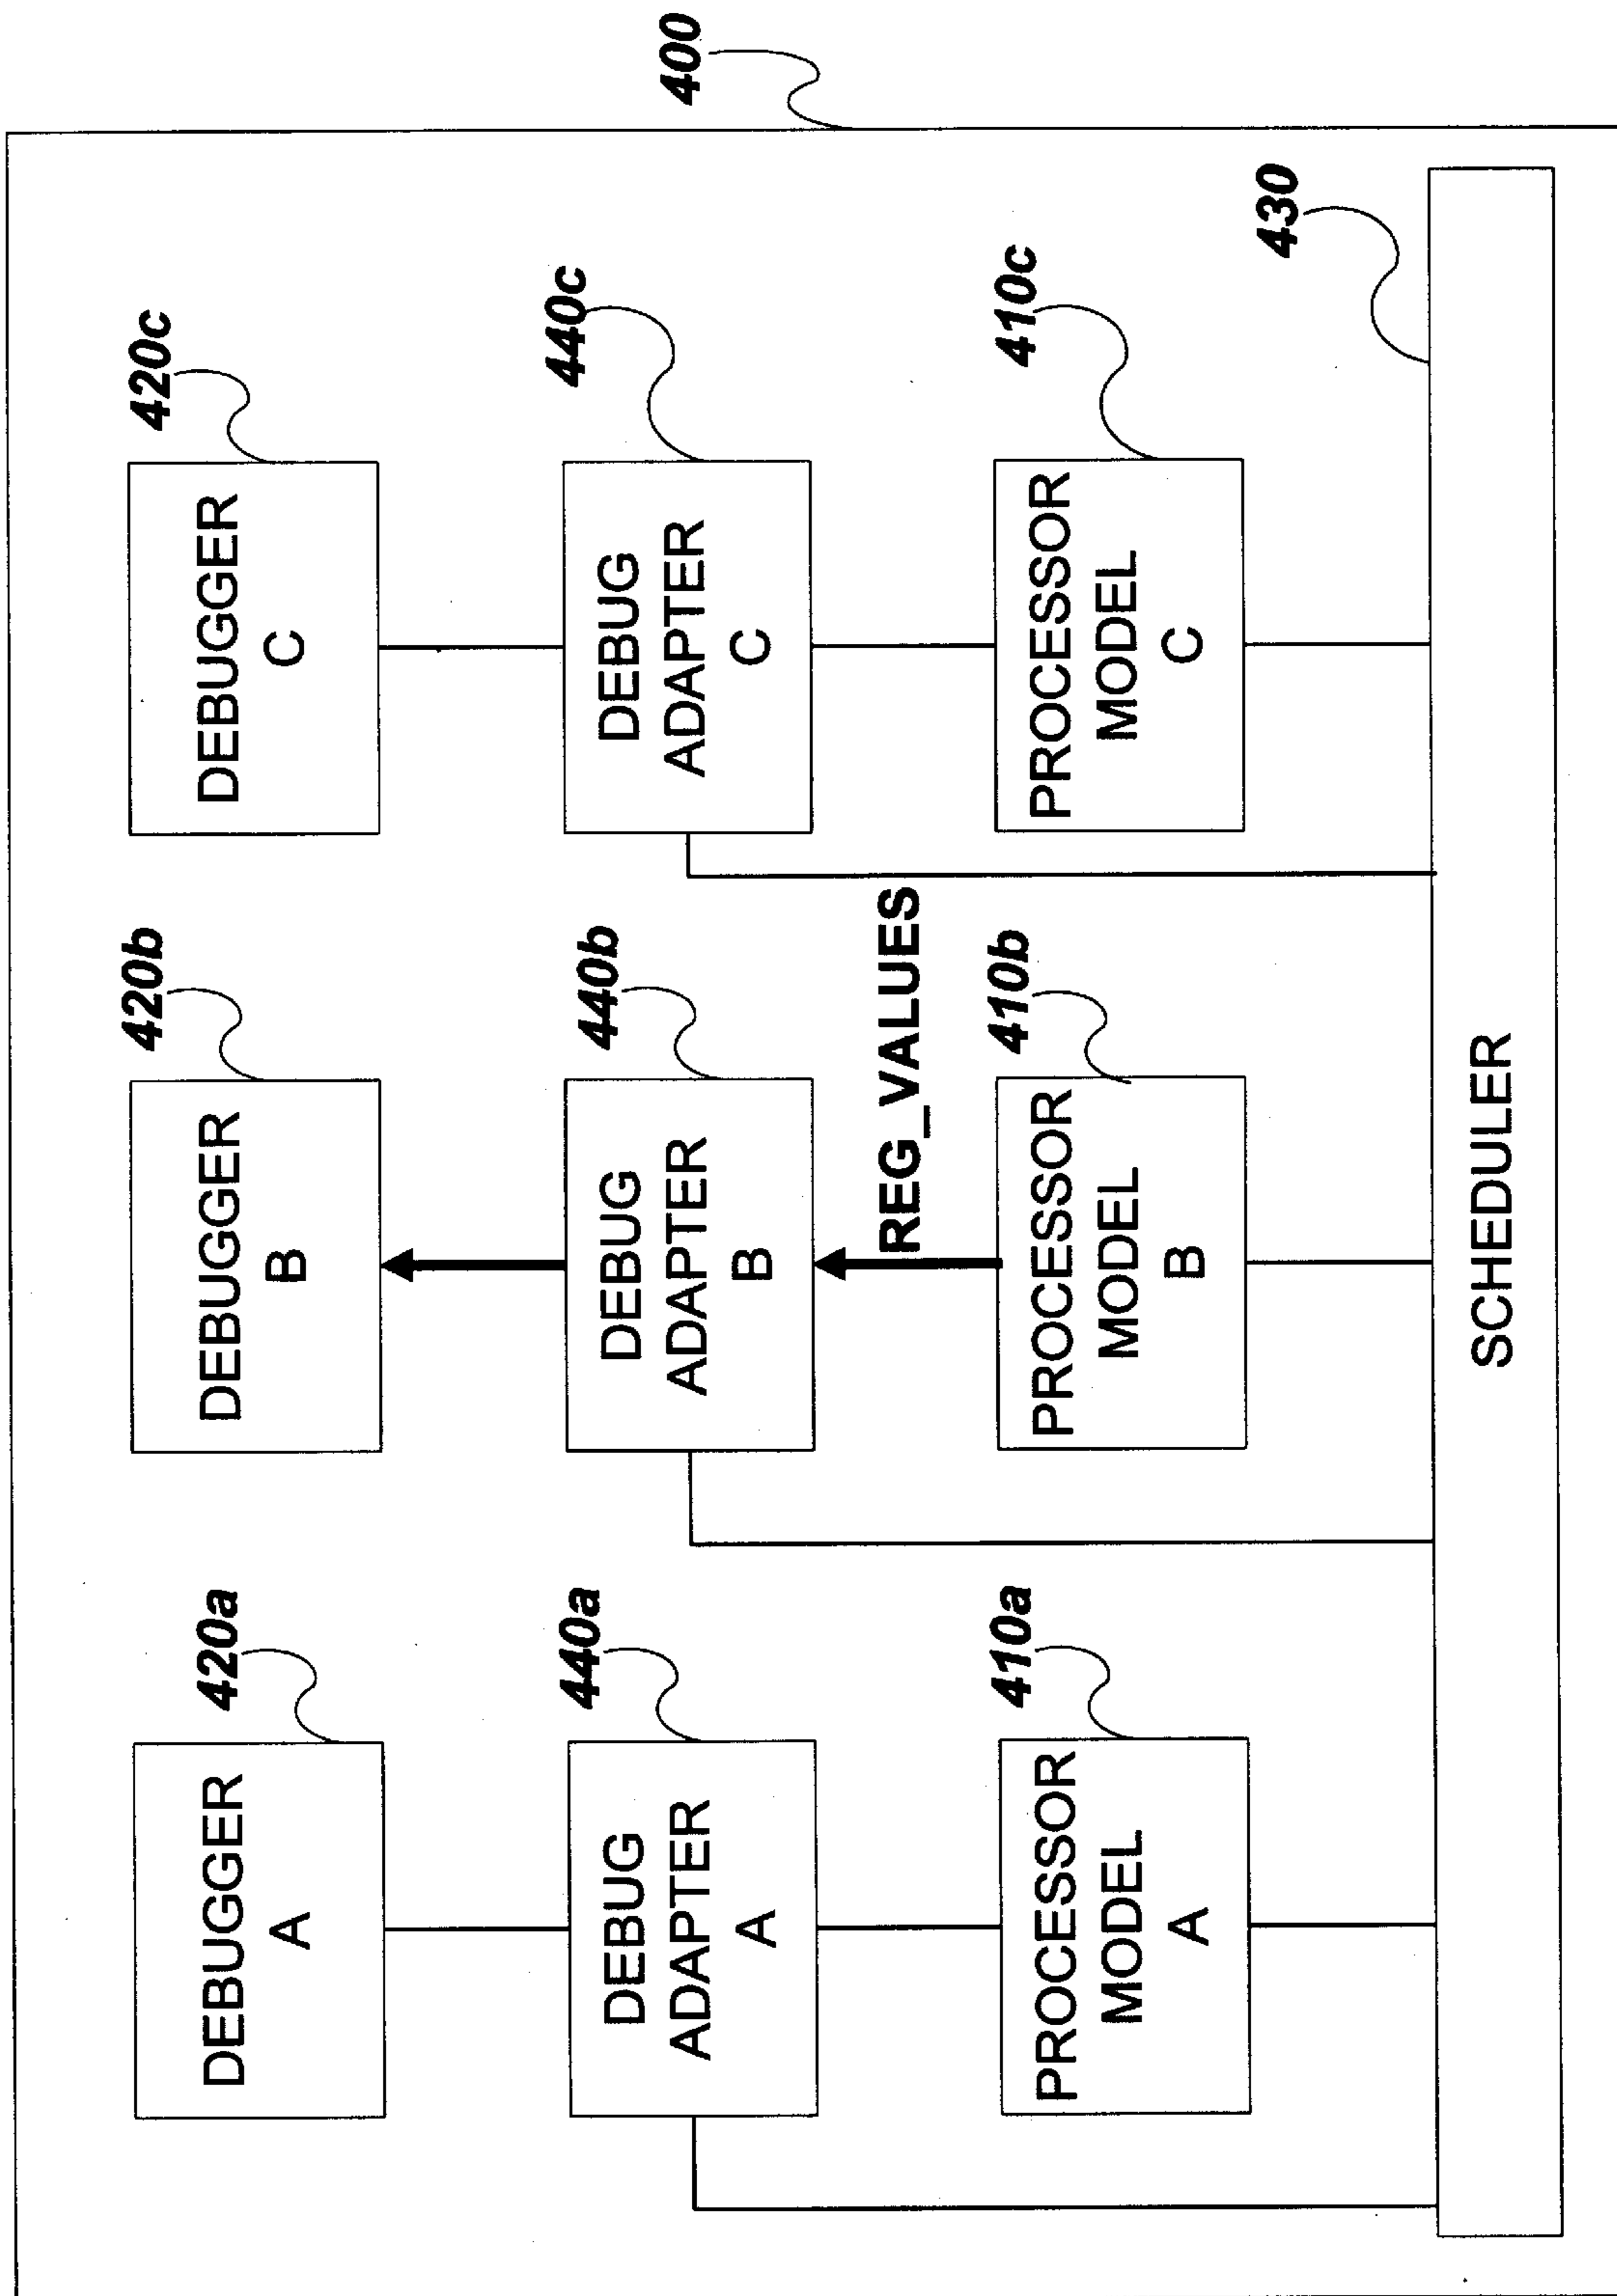 400
420a
DEBUGGER
A
420b
DEBUGGER
B
420c
DEBUGGER
C
440a
DEBUG
ADAPTER
A
440b
DEBUG
ADAPTER
B
440c
DEBUG
ADAPTER
C
REG_VALUES
410a
PROCESSOR
MODEL
A
410b
PROCESSOR
MODEL
B
410c
PROCESSOR
MODEL
C
430
SCHEDULER